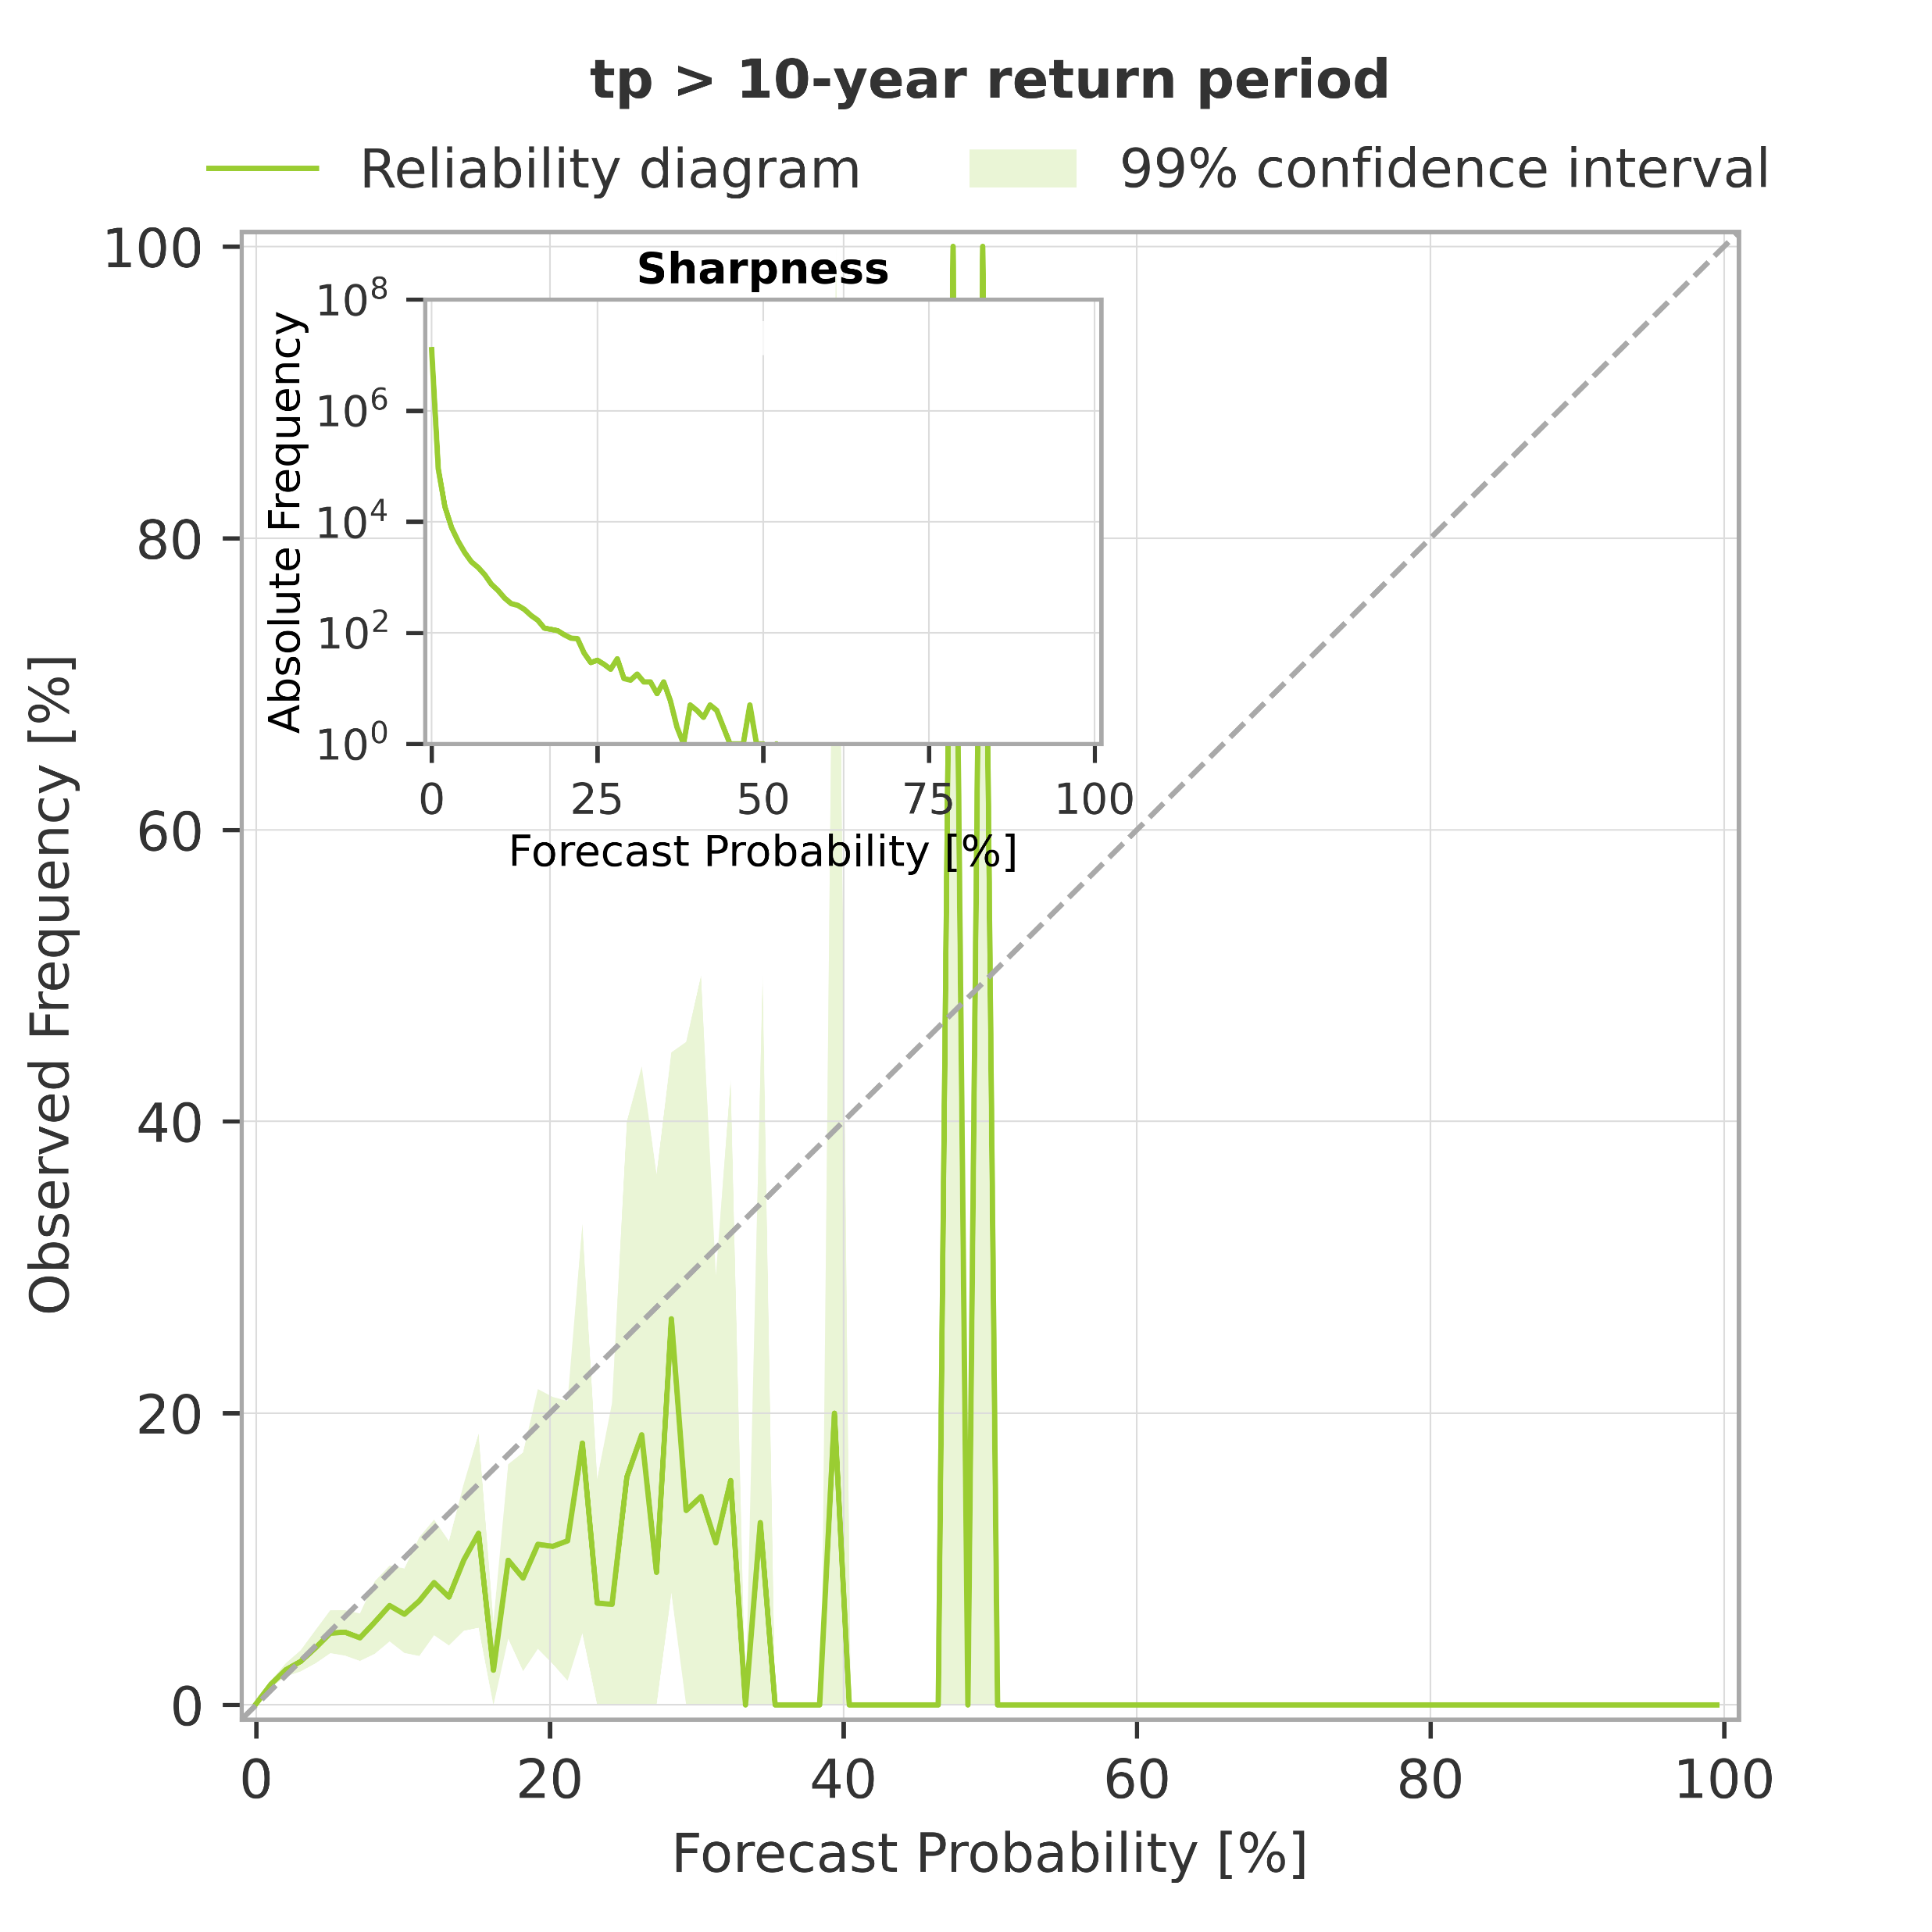 tp > 10-year return period
Reliability diagram
99% confidence interval
Sharpness
Absolute Frequency
10⁸
10⁶
10⁴
10²
10⁰
0 25 50 75 100
Forecast Probability [%]
Observed Frequency [%]
100
80
60
40
20
0
0 20 40 60 80 100
Forecast Probability [%]